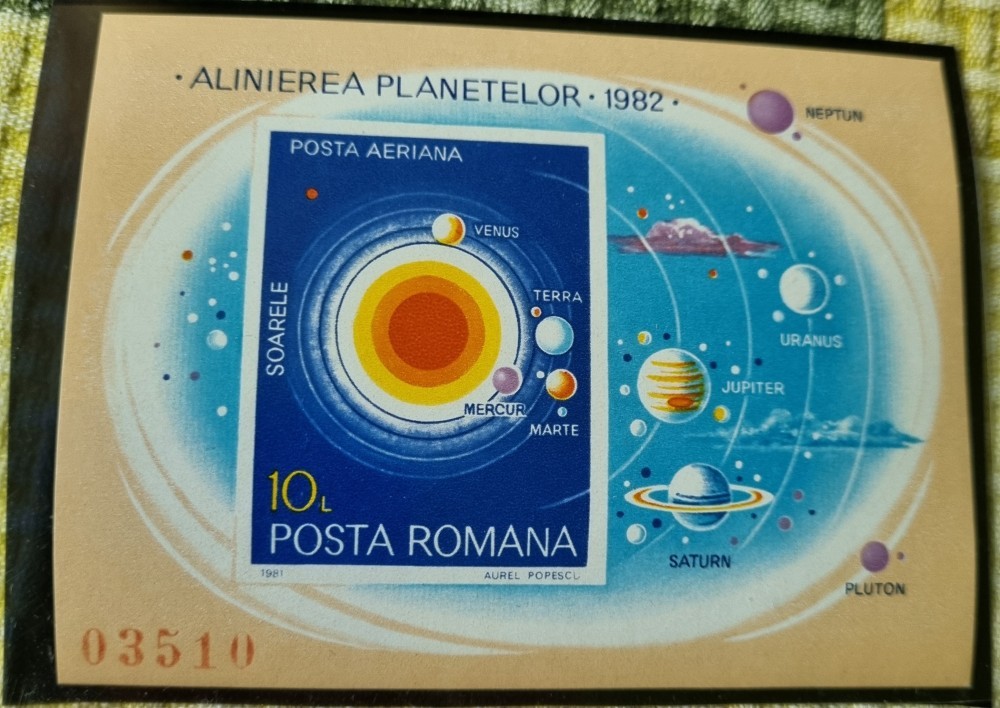 · ALINIEREA PLANETELOR · 1982 ·
NEPTUN
POSTA AERIANA
VENUS
SOARELE
TERRA
URANUS
JUPITER
MERCUR
MARTE
10L
POSTA ROMANA
SATURN
1981 AUREL POPESCU
PLUTON
03510